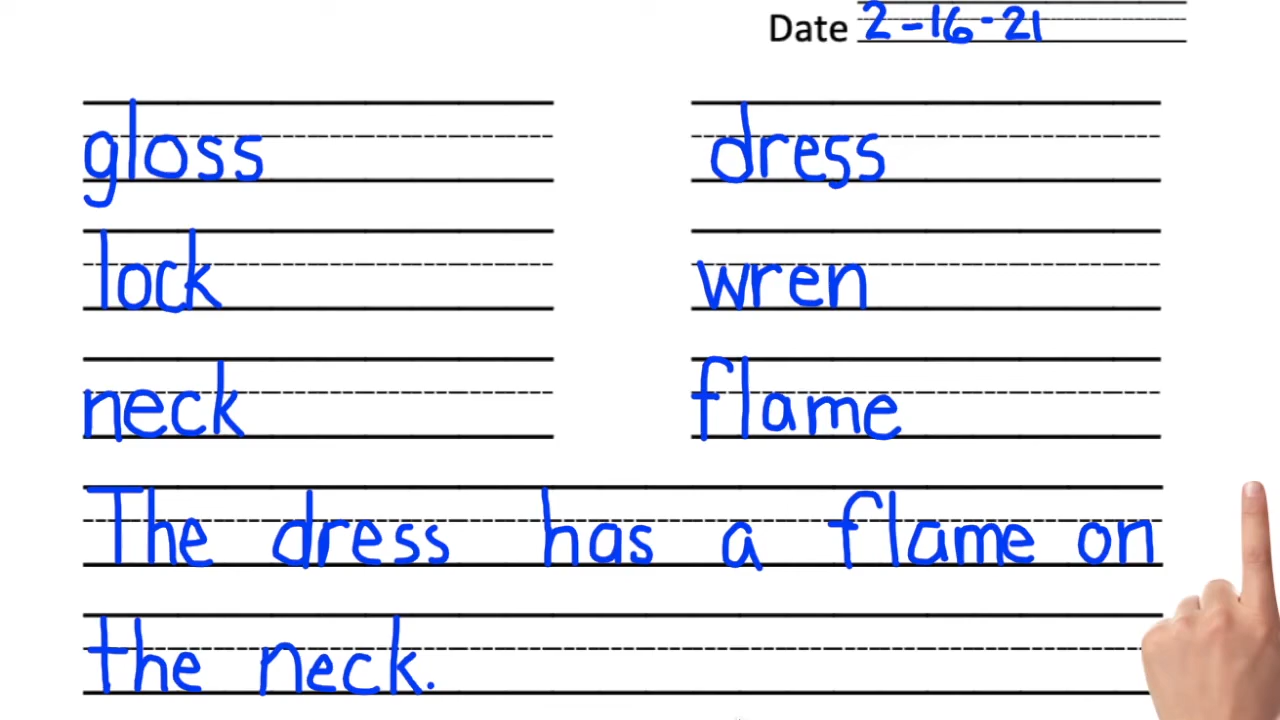 Date 2-16-21
gloss dress
lock wren
neck flame
The dress has a flame on
the neck.